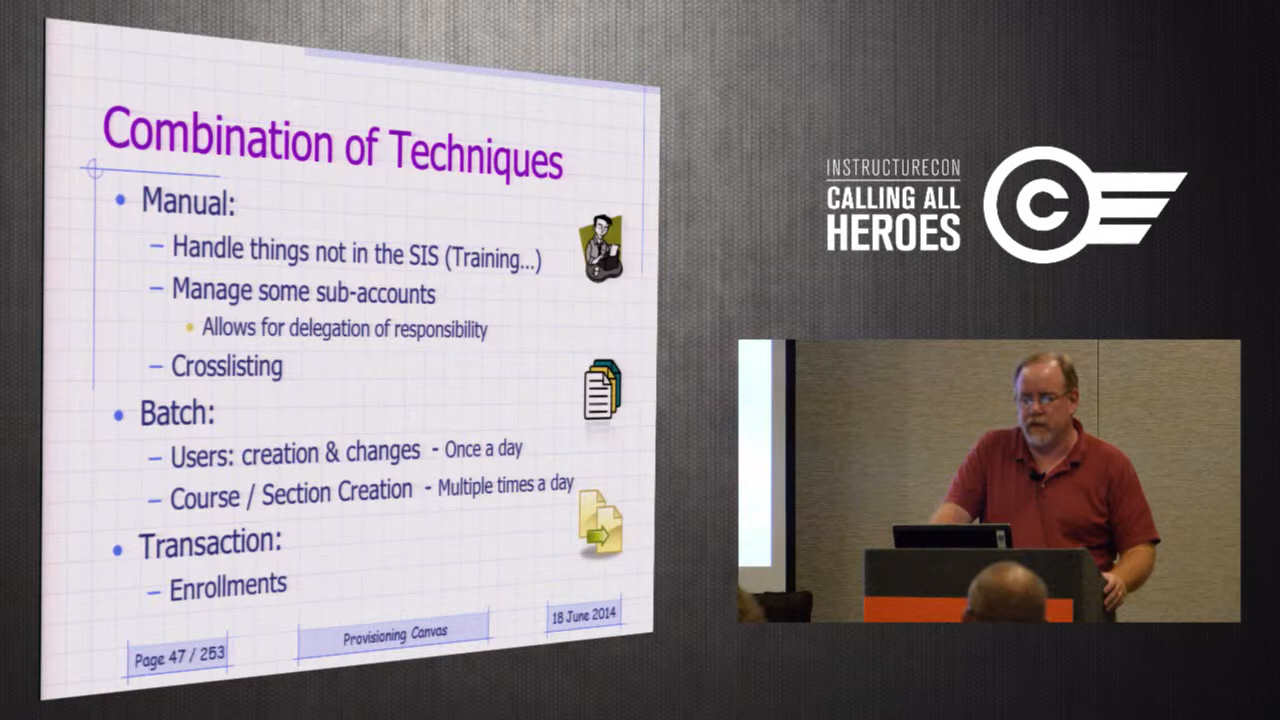 Combination of Techniques
• Manual:
– Handle things not in the SIS (Training...)
– Manage some sub-accounts
• Allows for delegation of responsibility
– Crosslisting
• Batch:
– Users: creation & changes - Once a day
– Course / Section Creation - Multiple times a day
• Transaction:
– Enrollments
Page 47 / 253
Provisioning Canvas
18 June 2014
INSTRUCTURECON
CALLING ALL
HEROES
C